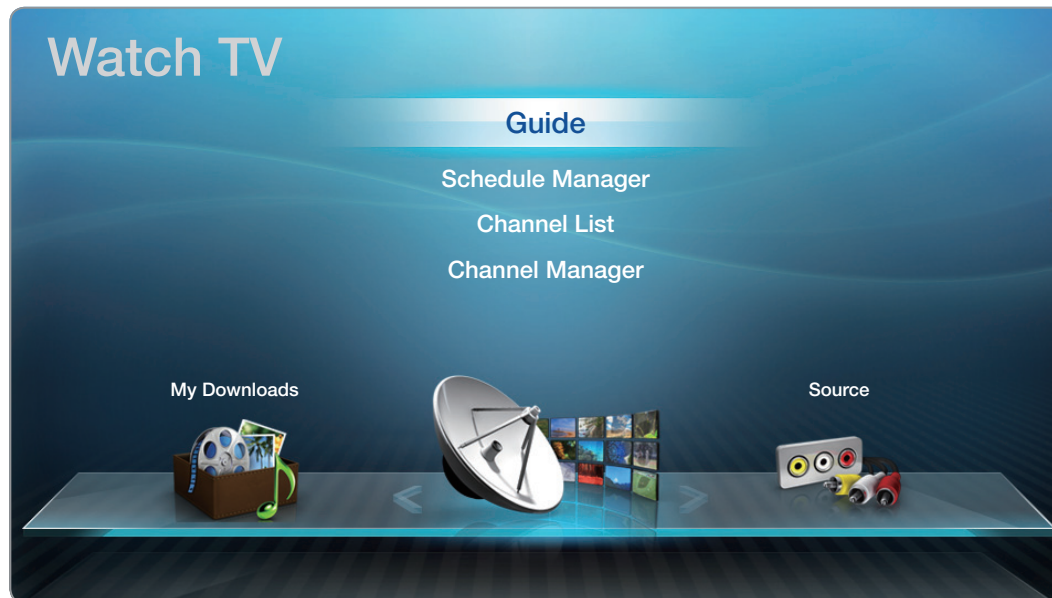 Watch TV
Guide
Schedule Manager
Channel List
Channel Manager
My Downloads
Source